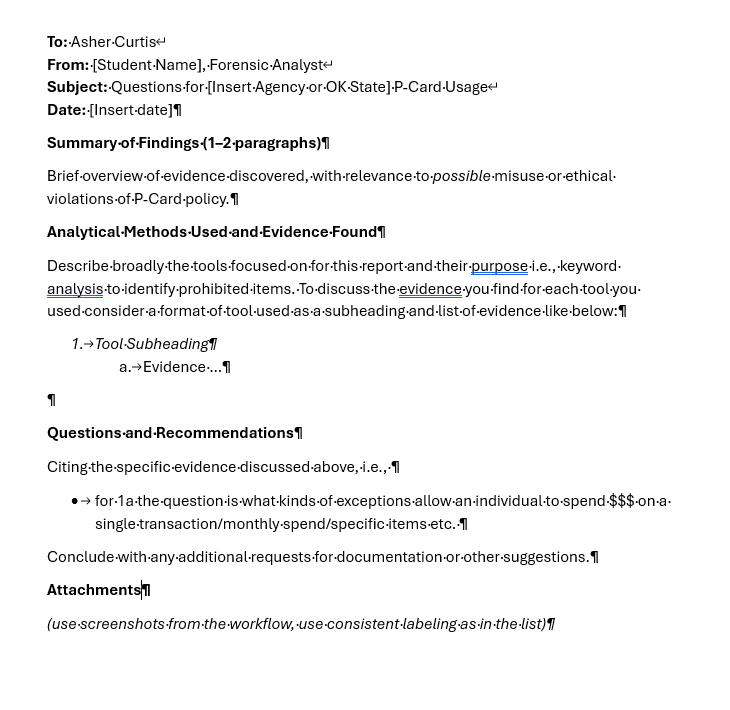 To: Asher Curtis
From: [Student Name], Forensic Analyst
Subject: Questions for [Insert Agency or OK State] P-Card Usage
Date: [Insert date]¶
Summary of Findings (1–2 paragraphs)¶
Brief overview of evidence discovered, with relevance to possible misuse or ethical
violations of P-Card policy.¶
Analytical Methods Used and Evidence Found¶
Describe broadly the tools focused on for this report and their purpose i.e., keyword
analysis to identify prohibited items. To discuss the evidence you find for each tool you
used consider a format of tool used as a subheading and list of evidence like below:¶
1.→Tool Subheading¶
a.→Evidence ...¶
¶
Questions and Recommendations¶
Citing the specific evidence discussed above, i.e., ¶
•→for 1a the question is what kinds of exceptions allow an individual to spend $$$ on a
single transaction/monthly spend/specific items etc. ¶
Conclude with any additional requests for documentation or other suggestions.¶
Attachments¶
(use screenshots from the workflow, use consistent labeling as in the list)¶